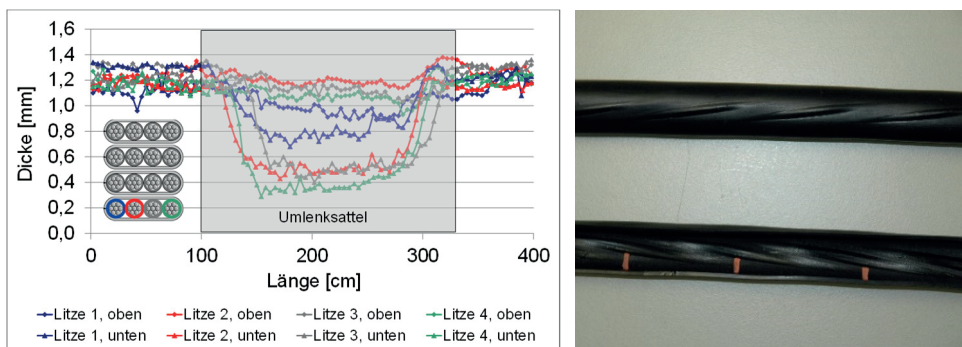 1,6
1,4
1,2
1,0
0,8
0,6
0,4
0,2
0,0
Dicke [mm]
Umlenksattel
0 100 200 300 400
Länge [cm]
Litze 1, oben Litze 2, oben Litze 3, oben Litze 4, oben
Litze 1, unten Litze 2, unten Litze 3, unten Litze 4, unten